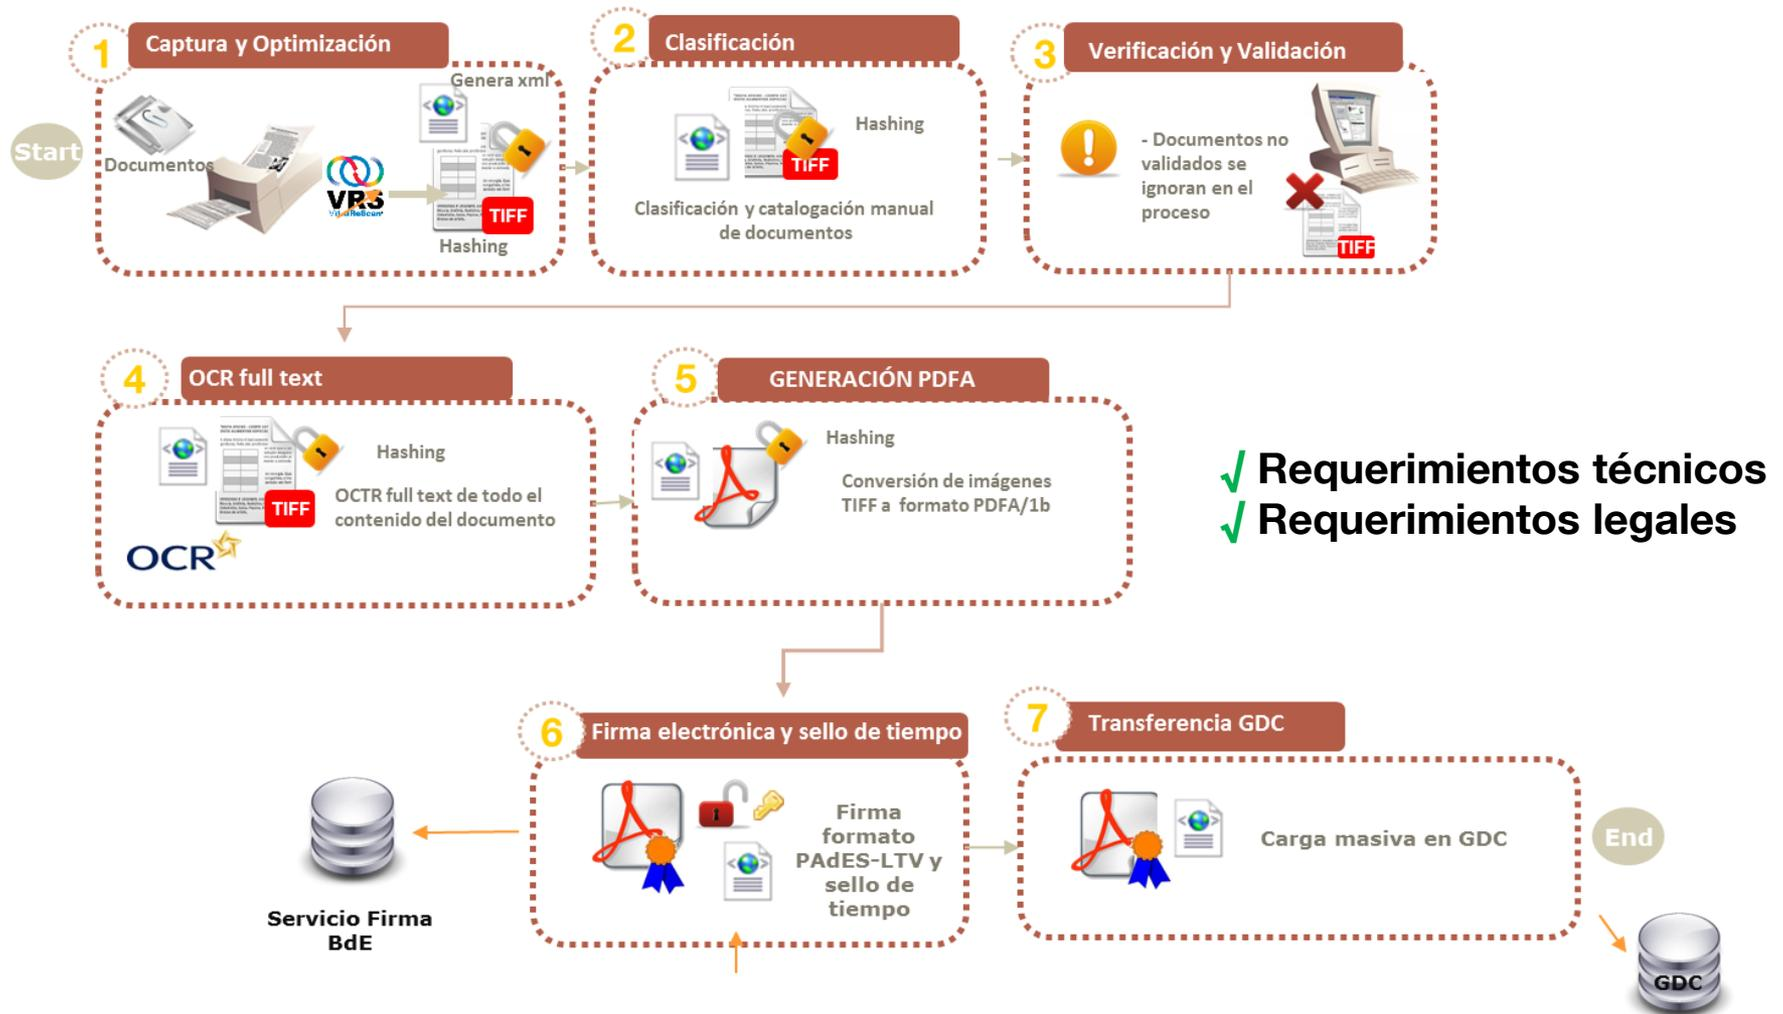 1
Captura y Optimización
Genera xml
Start
Documentos
VRS
VirtualReScan
TIFF
Hashing
2
Clasificación
Hashing
TIFF
Clasificación y catalogación manual
de documentos
3
Verificación y Validación
- Documentos no
validados se
ignoran en el
proceso
TIFF
4
OCR full text
Hashing
TIFF
OCTR full text de todo el
contenido del documento
OCR
5
GENERACIÓN PDFA
Hashing
Conversión de imágenes
TIFF a formato PDFA/1b
√ Requerimientos técnicos
√ Requerimientos legales
6
Firma electrónica y sello de tiempo
Firma
formato
PAdES-LTV y
sello de
tiempo
Servicio Firma
BdE
7
Transferencia GDC
Carga masiva en GDC
End
GDC